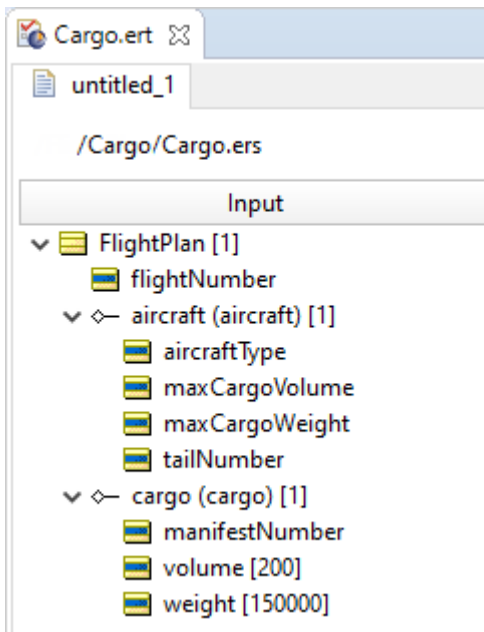 Cargo.ert
untitled_1
/Cargo/Cargo.ers
Input
FlightPlan [1]
flightNumber
aircraft (aircraft) [1]
aircraftType
maxCargoVolume
maxCargoWeight
tailNumber
cargo (cargo) [1]
manifestNumber
volume [200]
weight [150000]